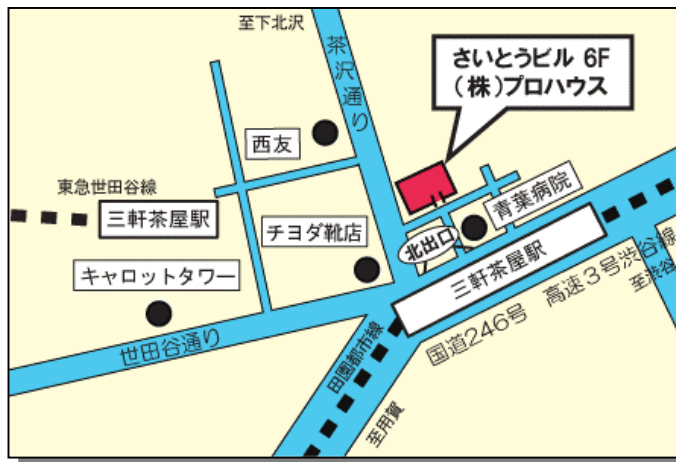 至下北沢
茶沢通り
さいとうビル 6F
(株)プロハウス
西友
東急世田谷線
三軒茶屋駅
青葉病院
チヨダ靴店
北出口
キャロットタワー
三軒茶屋駅
高速3号渋谷線
至渋谷
国道246号
世田谷通り
田園都市線
至用賀